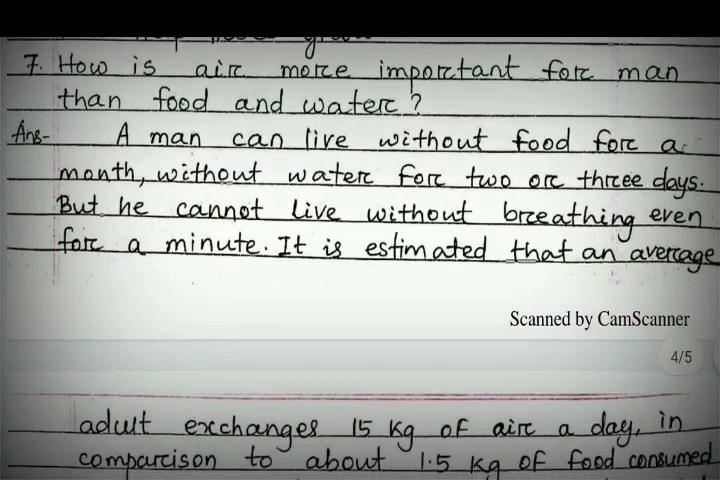 7. How is air more important for man
than food and water?
Ans- A man can live without food for a
month, without water for two or three days.
But he cannot live without breathing even
for a minute. It is estimated that an average
Scanned by CamScanner
4/5
adult exchanges 15 kg of air a day, in
comparison to about 1.5 kg of food consumed